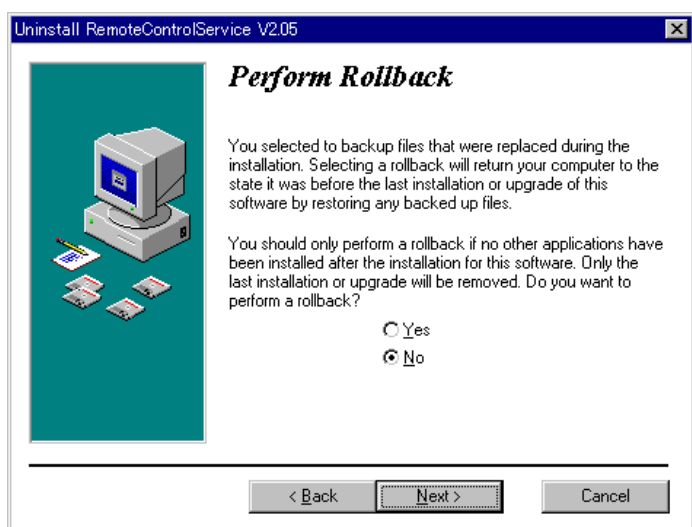 Uninstall RemoteControlService V2.05
Perform Rollback
You selected to backup files that were replaced during the
installation. Selecting a rollback will return your computer to the
state it was before the last installation or upgrade of this
software by restoring any backed up files.
You should only perform a rollback if no other applications have
been installed after the installation for this software. Only the
last installation or upgrade will be removed. Do you want to
perform a rollback?
Yes
No
< Back
Next >
Cancel